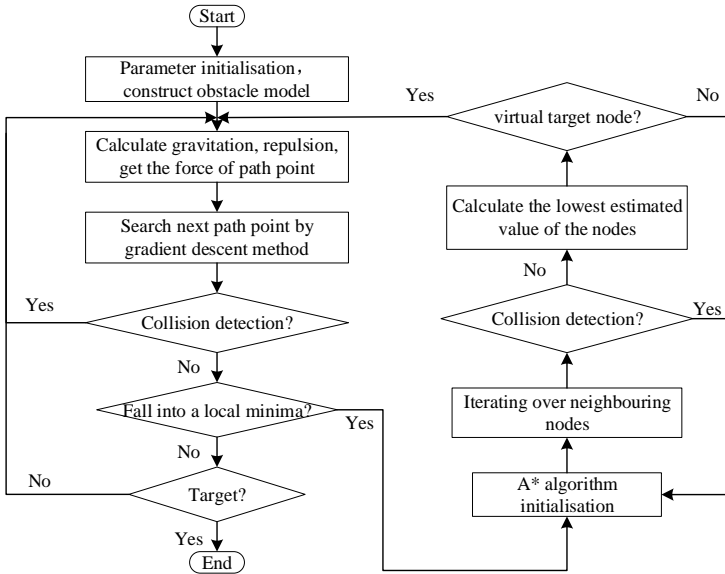 Start
Parameter initialisation，
construct obstacle model
Calculate gravitation, repulsion,
get the force of path point
Search next path point by
gradient descent method
Yes
Collision detection?
No
Fall into a local minima?
Yes
No
No
Target?
Yes
End
Yes
virtual target node?
No
Calculate the lowest estimated
value of the nodes
No
Collision detection?
Yes
Iterating over neighbouring
nodes
A* algorithm
initialisation